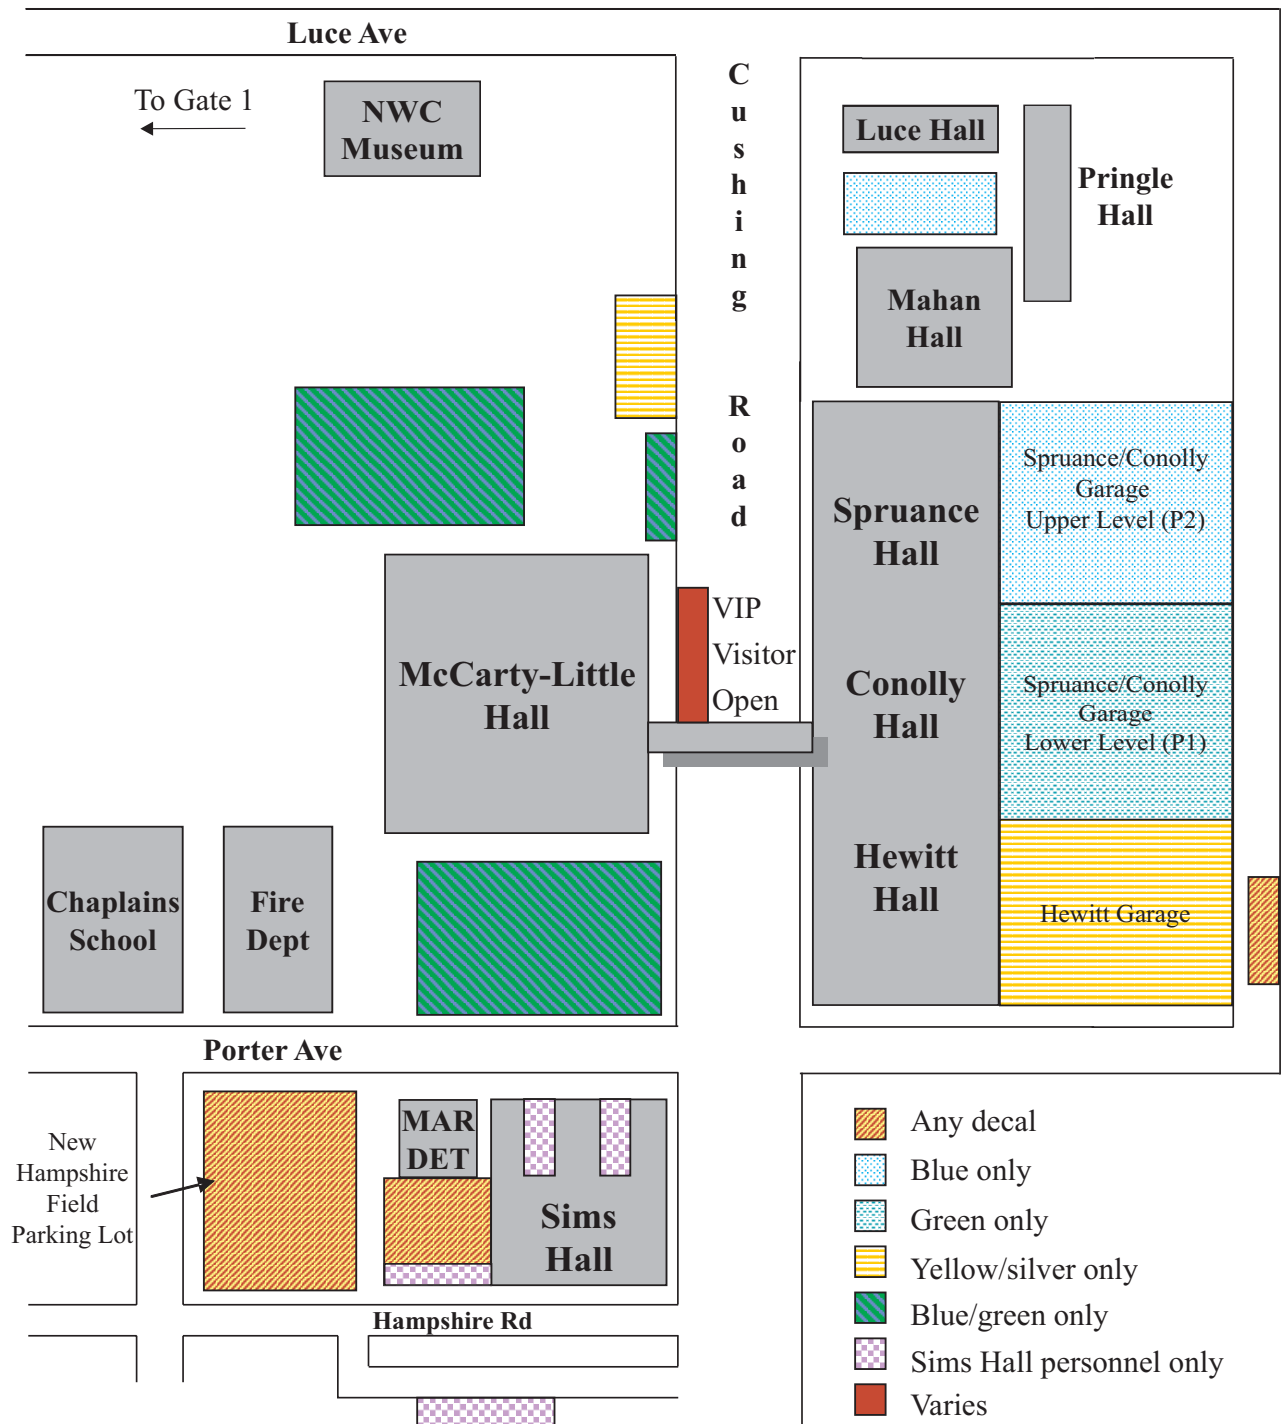 Luce Ave
To Gate 1
NWC
Museum
Cushing
Road
Luce Hall
Pringle
Hall
Mahan
Hall
Spruance
Hall
Spruance/Conolly
Garage
Upper Level (P2)
VIP
Visitor
Open
McCarty-Little
Hall
Conolly
Hall
Spruance/Conolly
Garage
Lower Level (P1)
Hewitt
Hall
Hewitt Garage
Chaplains
School
Fire
Dept
Porter Ave
New
Hampshire
Field
Parking Lot
MAR
DET
Sims
Hall
Hampshire Rd
Any decal
Blue only
Green only
Yellow/silver only
Blue/green only
Sims Hall personnel only
Varies